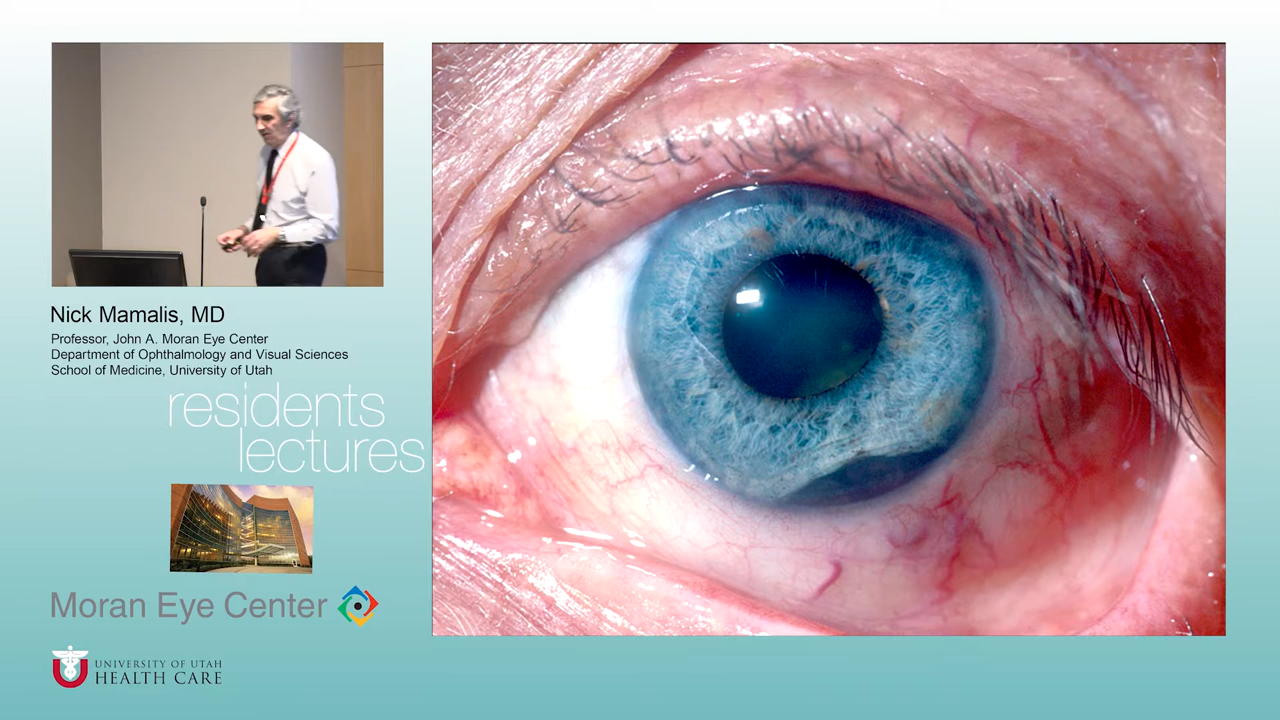 Nick Mamalis, MD
Professor, John A. Moran Eye Center
Department of Ophthalmology and Visual Sciences
School of Medicine, University of Utah
residents
lectures
Moran Eye Center
U
UNIVERSITY OF UTAH
HEALTH CARE